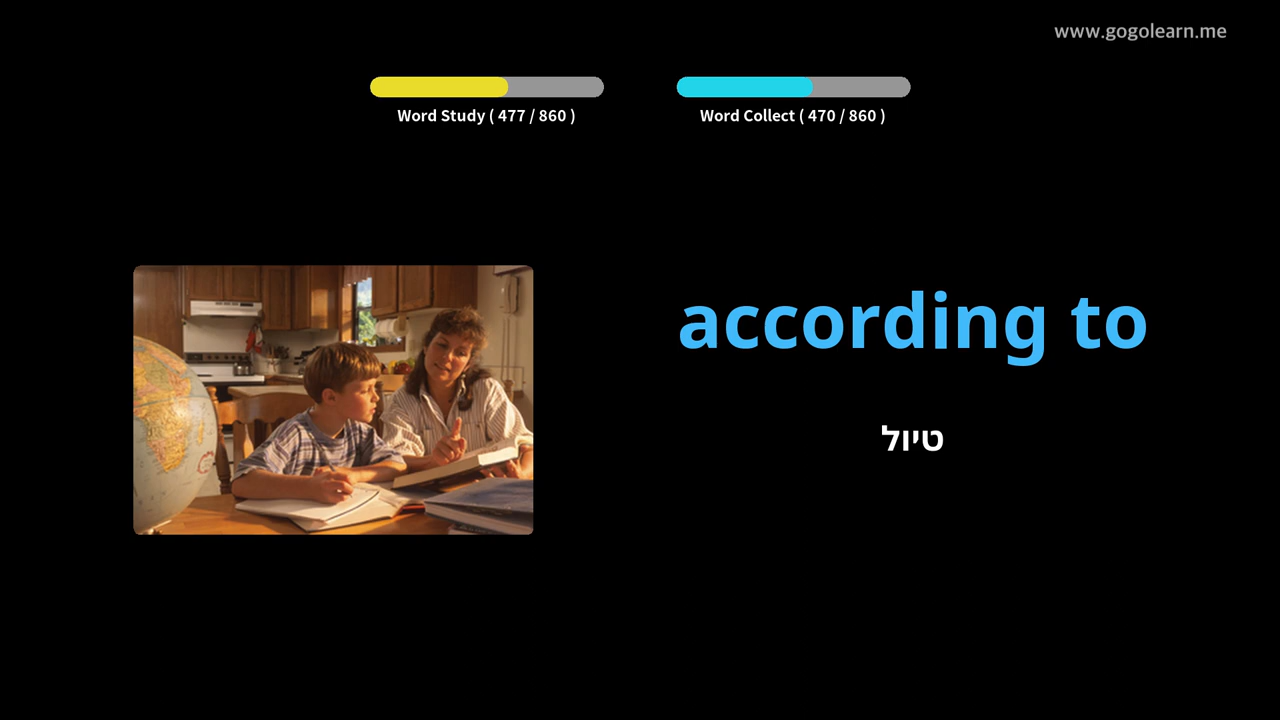 www.gogolearn.me
Word Study ( 477 / 860 )
Word Collect ( 470 / 860 )
according to
טיול